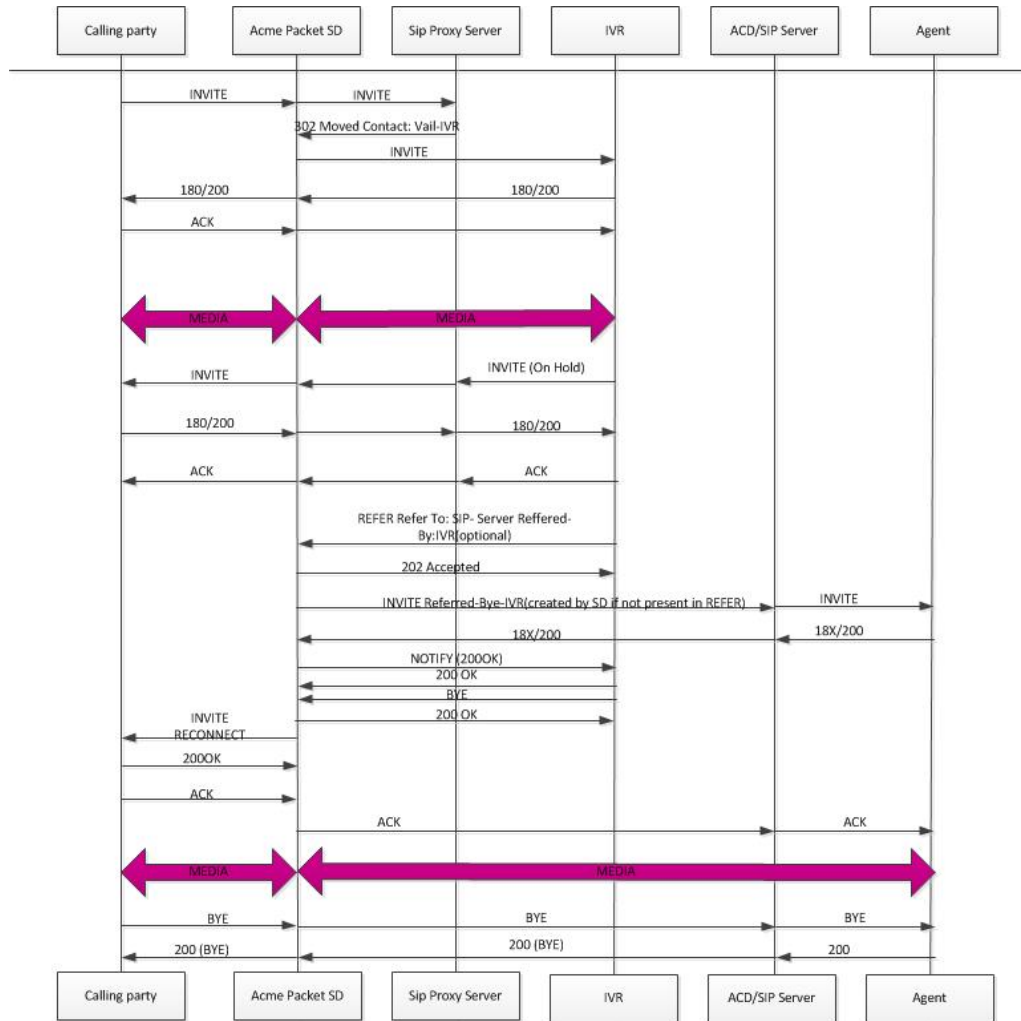 Calling party
Acme Packet SD
Sip Proxy Server
IVR
ACD/SIP Server
Agent
INVITE
INVITE
302 Moved Contact: Vail-IVR
INVITE
180/200
180/200
ACK
MEDIA
MEDIA
INVITE (On Hold)
INVITE
180/200
180/200
ACK
ACK
REFER Refer To: SIP- Server Reffered-
By:IVR(optional)
202 Accepted
INVITE Referred-Bye-IVR(created by SD if not present in REFER)
INVITE
18X/200
18X/200
NOTIFY (200OK)
200 OK
BYE
200 OK
INVITE
RECONNECT
200OK
ACK
ACK
ACK
MEDIA
MEDIA
BYE
BYE
BYE
200 (BYE)
200 (BYE)
200
Calling party
Acme Packet SD
Sip Proxy Server
IVR
ACD/SIP Server
Agent